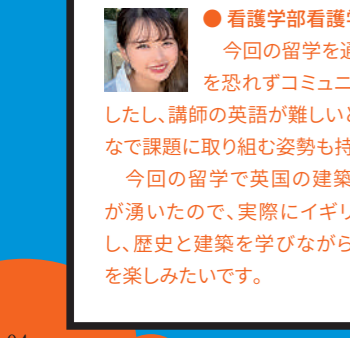 ● 看護学部看護
今回の留学を通
を恐れずコミュニ
したし、講師の英語が難しい
なで課題に取り組む姿勢も持
今回の留学で英国の建築
が湧いたので、実際にイギリ
し、歴史と建築を学びながら
を楽しみたいです。